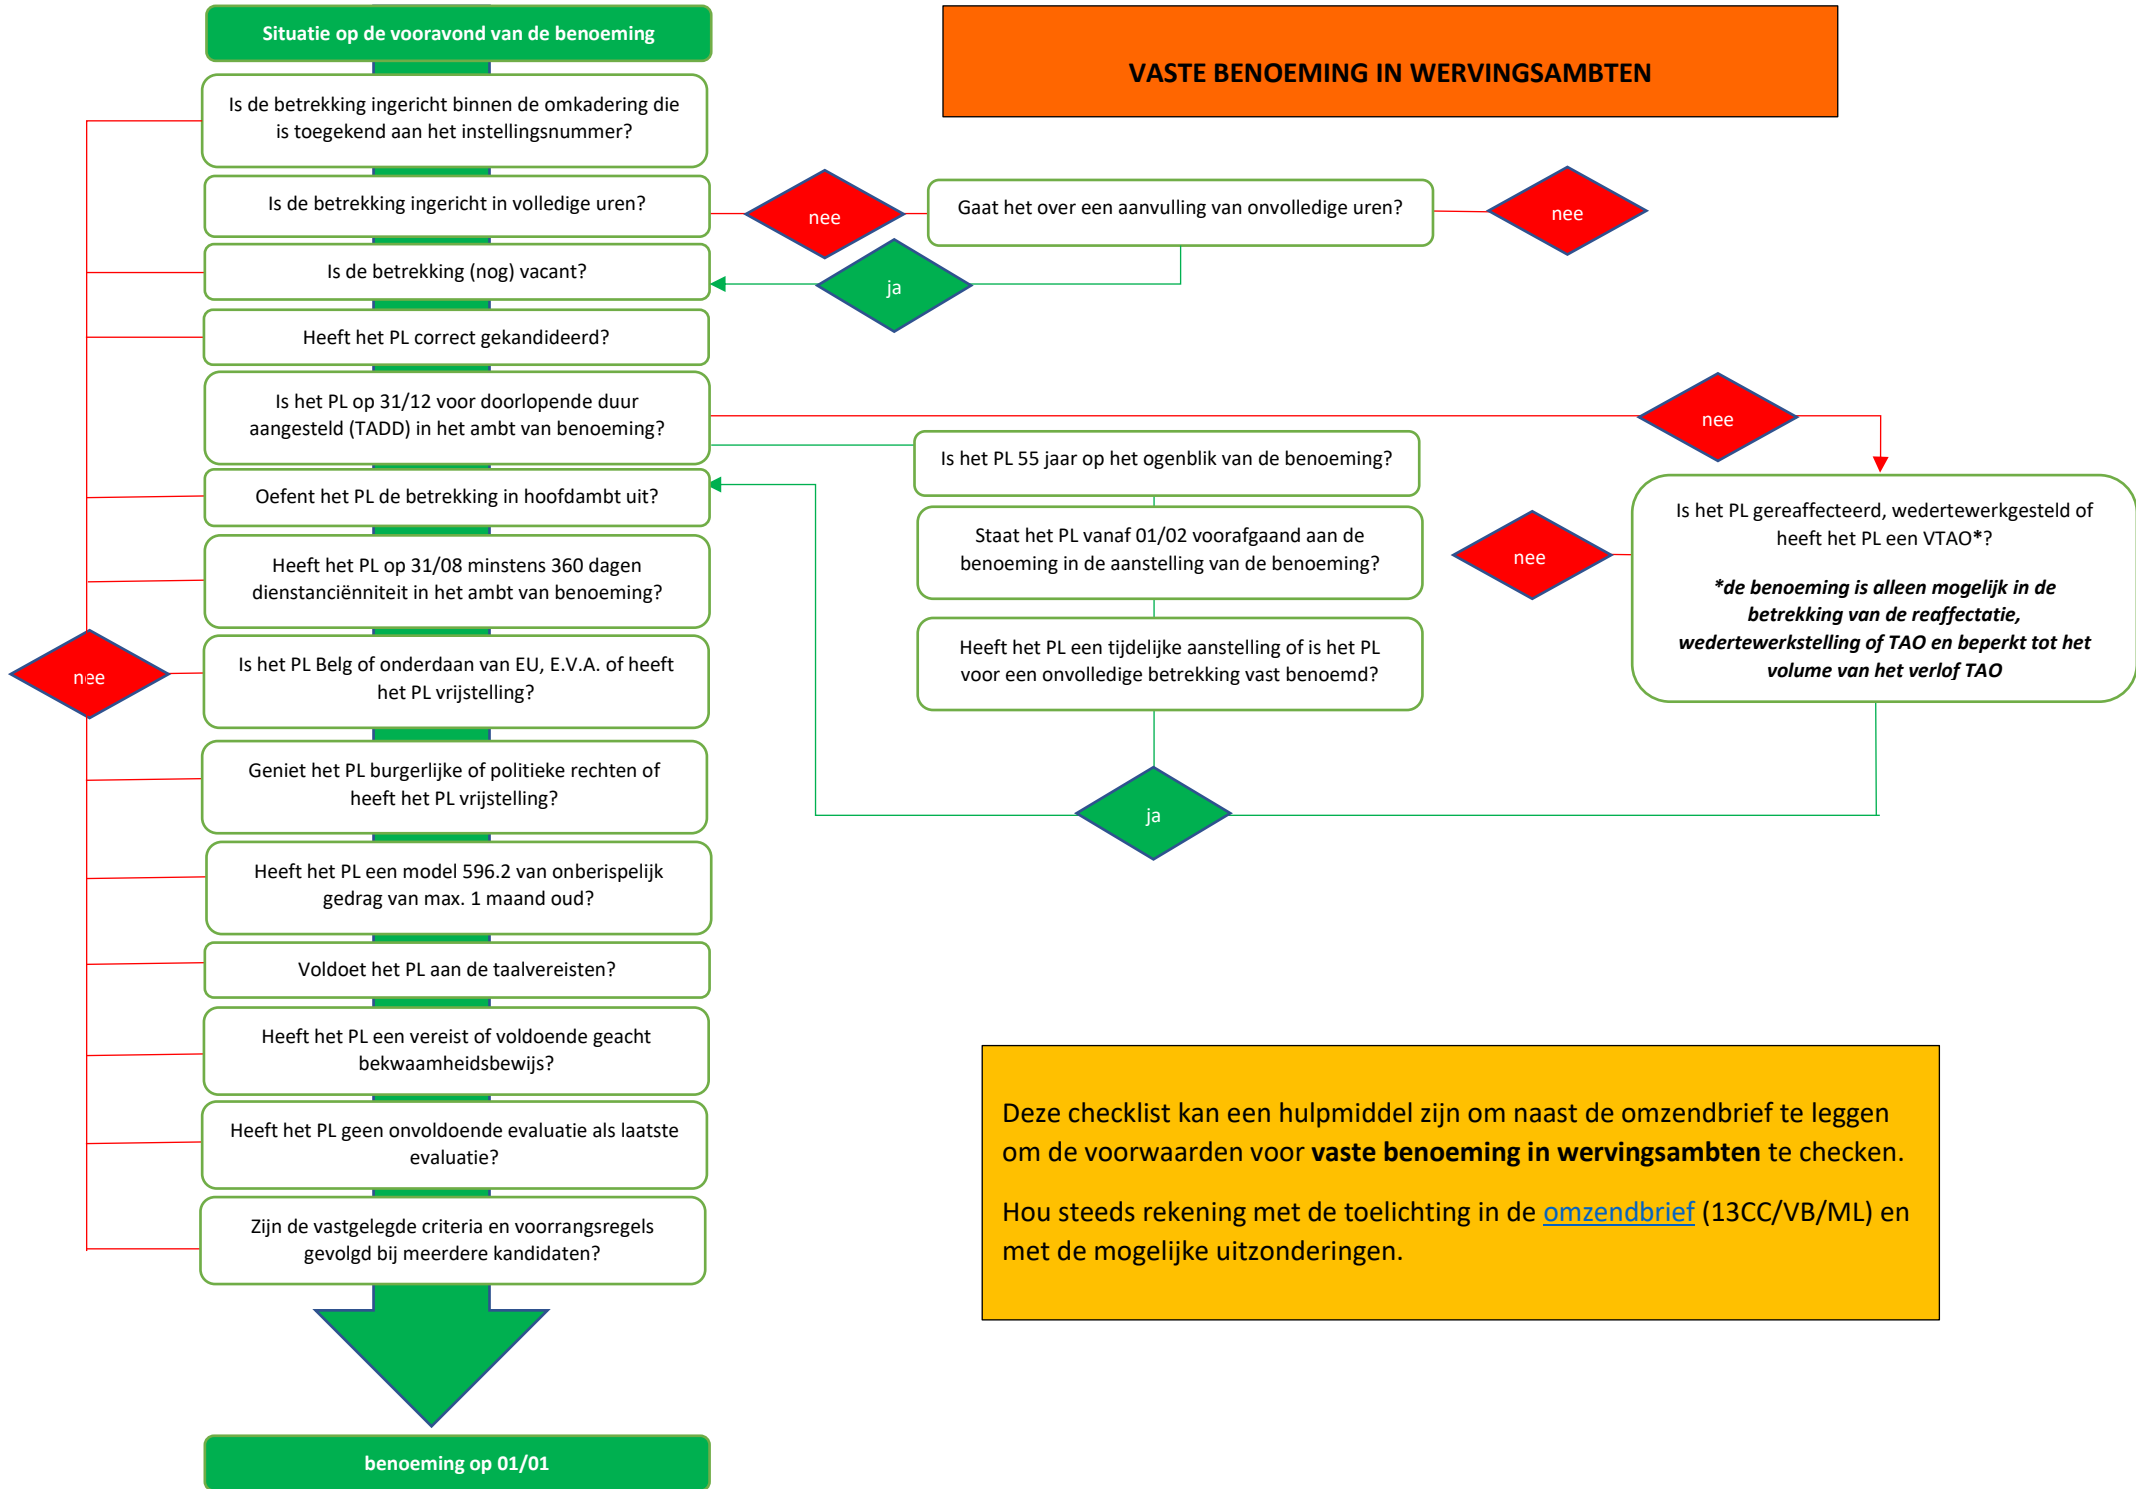 Situatie op de vooravond van de benoeming
VASTE BENOEMING IN WERVINGSAMBTEN
Is de betrekking ingericht binnen de omkadering die
is toegekend aan het instellingsnummer?
Is de betrekking ingericht in volledige uren?
nee
Gaat het over een aanvulling van onvolledige uren?
nee
Is de betrekking (nog) vacant?
ja
Heeft het PL correct gekandideerd?
Is het PL op 31/12 voor doorlopende duur
aangesteld (TADD) in het ambt van benoeming?
nee
Is het PL 55 jaar op het ogenblik van de benoeming?
Oefent het PL de betrekking in hoofdambt uit?
Staat het PL vanaf 01/02 voorafgaand aan de
benoeming in de aanstelling van de benoeming?
nee
Is het PL gereaffecteerd, wedertewerkgesteld of
heeft het PL een VTAO*?
*de benoeming is alleen mogelijk in de
betrekking van de reaffectatie,
wedertewerkstelling of TAO en beperkt tot het
volume van het verlof TAO
Heeft het PL op 31/08 minstens 360 dagen
dienstanciënniteit in het ambt van benoeming?
Heeft het PL een tijdelijke aanstelling of is het PL
voor een onvolledige betrekking vast benoemd?
nee
Is het PL Belg of onderdaan van EU, E.V.A. of heeft
het PL vrijstelling?
Geniet het PL burgerlijke of politieke rechten of
heeft het PL vrijstelling?
ja
Heeft het PL een model 596.2 van onberispelijk
gedrag van max. 1 maand oud?
Voldoet het PL aan de taalvereisten?
Heeft het PL een vereist of voldoende geacht
bekwaamheidsbewijs?
Heeft het PL geen onvoldoende evaluatie als laatste
evaluatie?
Zijn de vastgelegde criteria en voorrangsregels
gevolgd bij meerdere kandidaten?
Deze checklist kan een hulpmiddel zijn om naast de omzendbrief te leggen
om de voorwaarden voor vaste benoeming in wervingsambten te checken.
Hou steeds rekening met de toelichting in de omzendbrief (13CC/VB/ML) en
met de mogelijke uitzonderingen.
benoeming op 01/01